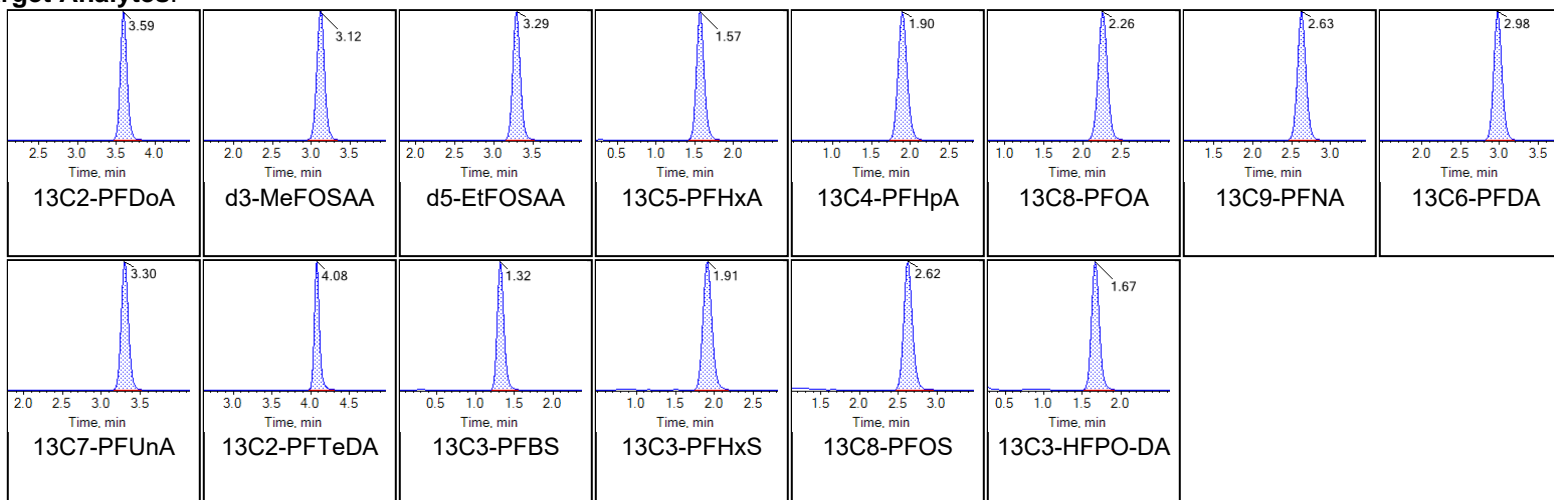 rget Analytes:
3.59 3.12 3.29 1.57 1.90 2.26 2.63 2.98
2.5 3.0 3.5 4.0 2.0 2.5 3.0 3.5 2.0 2.5 3.0 3.5 0.5 1.0 1.5 2.0 1.0 1.5 2.0 2.5 1.0 1.5 2.0 2.5 1.5 2.0 2.5 3.0 2.0 2.5 3.0 3.5
Time, min Time, min Time, min Time, min Time, min Time, min Time, min Time, min
13C2-PFDoA d3-MeFOSAA d5-EtFOSAA 13C5-PFHxA 13C4-PFHpA 13C8-PFOA 13C9-PFNA 13C6-PFDA
3.30 4.08 1.32 1.91 2.62 1.67
2.0 2.5 3.0 3.5 3.0 3.5 4.0 4.5 0.5 1.0 1.5 2.0 1.0 1.5 2.0 2.5 1.5 2.0 2.5 3.0 0.5 1.0 1.5 2.0
Time, min Time, min Time, min Time, min Time, min Time, min
13C7-PFUnA 13C2-PFTeDA 13C3-PFBS 13C3-PFHxS 13C8-PFOS 13C3-HFPO-DA